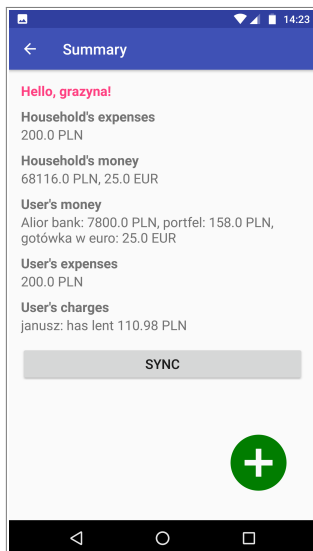 14:23
Summary
Hello, grazyna!
Household's expenses
200.0 PLN
Household's money
68116.0 PLN, 25.0 EUR
User's money
Alior bank: 7800.0 PLN, portfel: 158.0 PLN,
gotówka w euro: 25.0 EUR
User's expenses
200.0 PLN
User's charges
janusz: has lent 110.98 PLN
SYNC